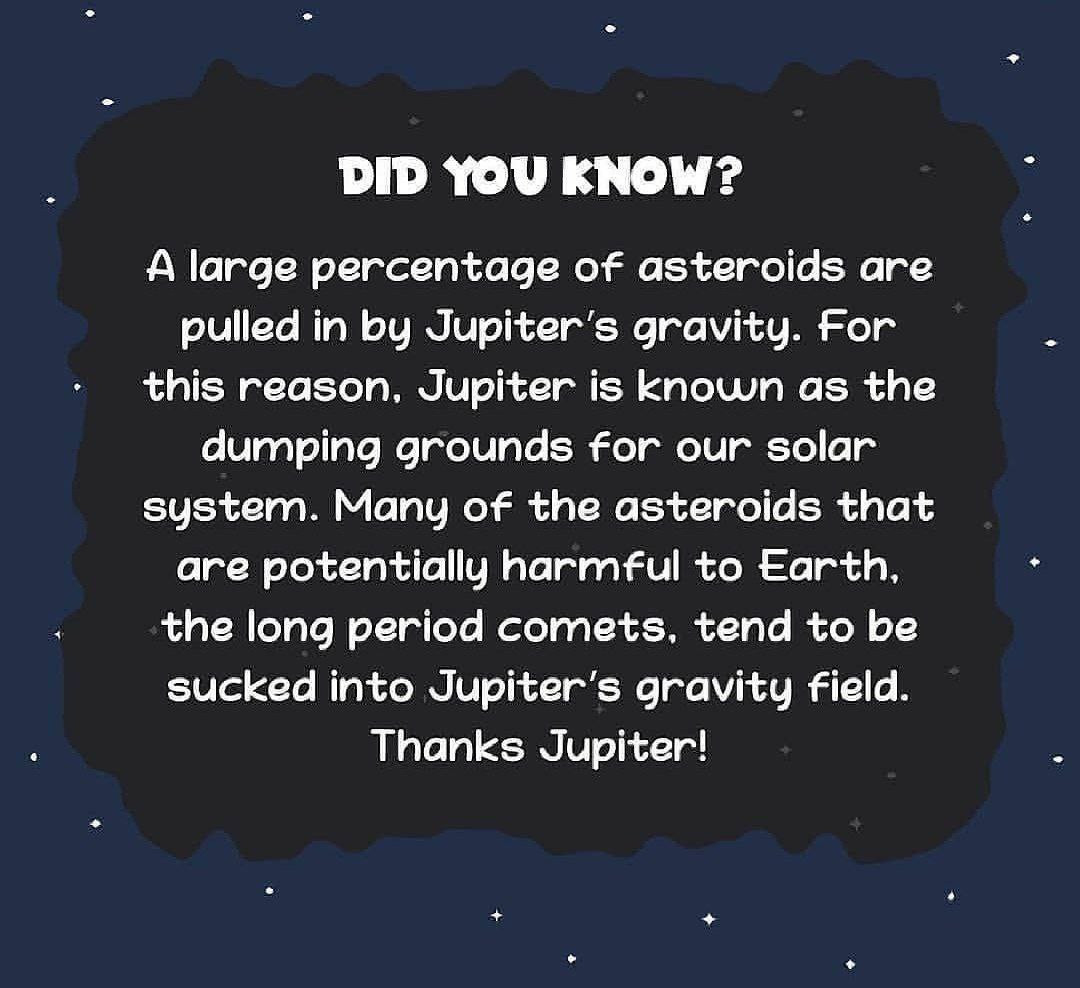 DID YOU KNOW?
A large percentage of asteroids are
pulled in by Jupiter's gravity. For
this reason, Jupiter is known as the
dumping grounds for our solar
system. Many of the asteroids that
are potentially harmful to Earth,
the long period comets, tend to be
sucked into Jupiter's gravity field.
Thanks Jupiter!